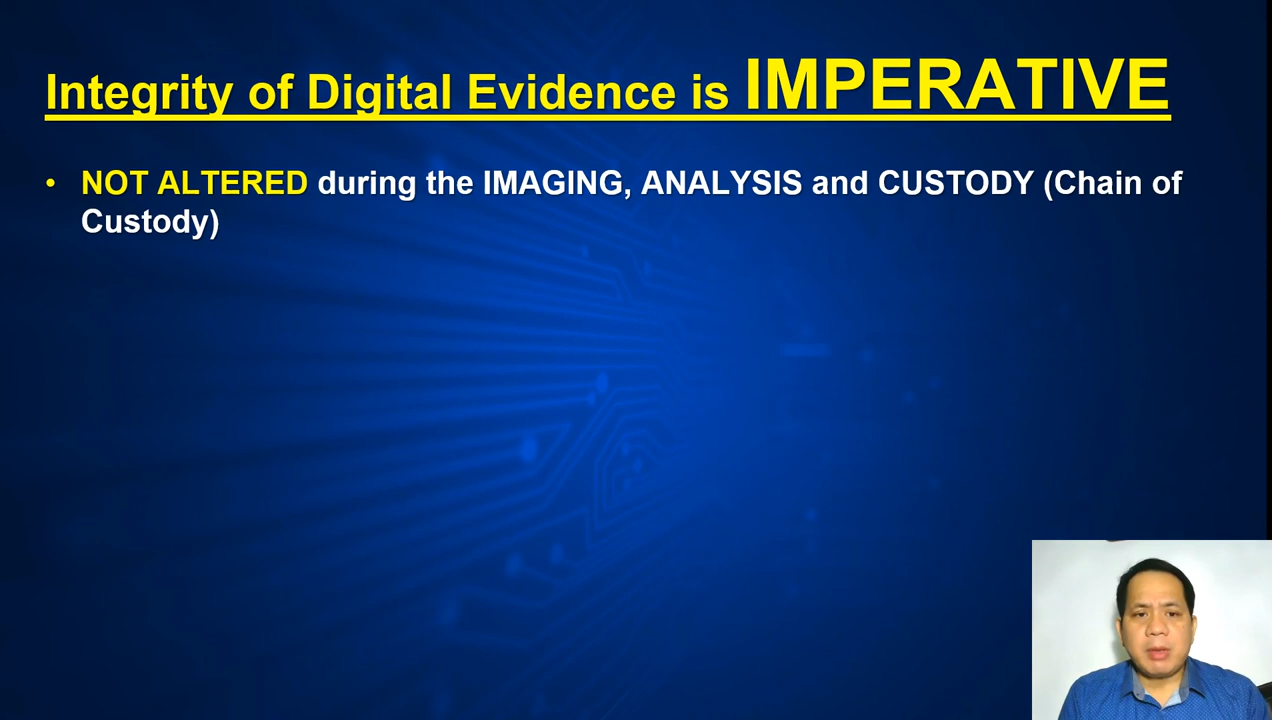 Integrity of Digital Evidence is IMPERATIVE
• NOT ALTERED during the IMAGING, ANALYSIS and CUSTODY (Chain of
Custody)